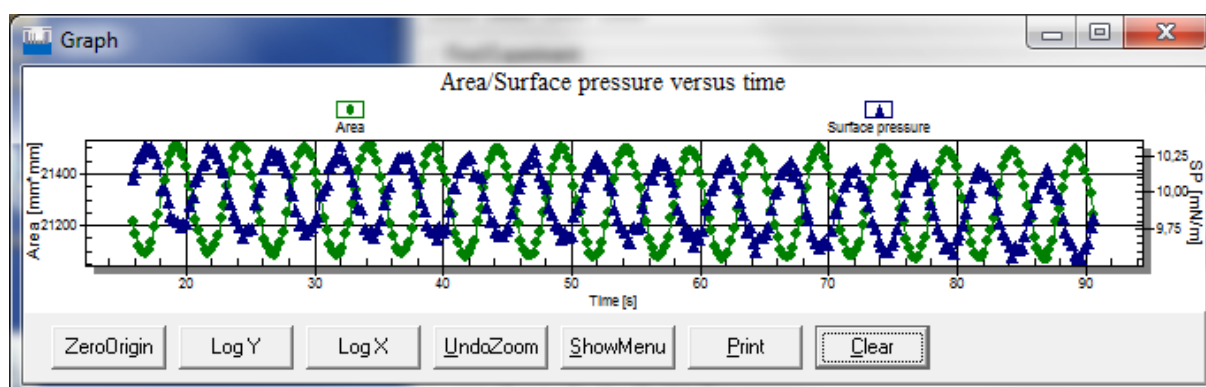 Graph
Area/Surface pressure versus time
Area
Surface pressure
Area [mm*mm]
21400
21200
10,25
10,00
9,75
SP [mN/m]
20 30 40 50 60 70 80 90
Time [s]
ZeroOrigin Log Y Log X UndoZoom ShowMenu Print Clear